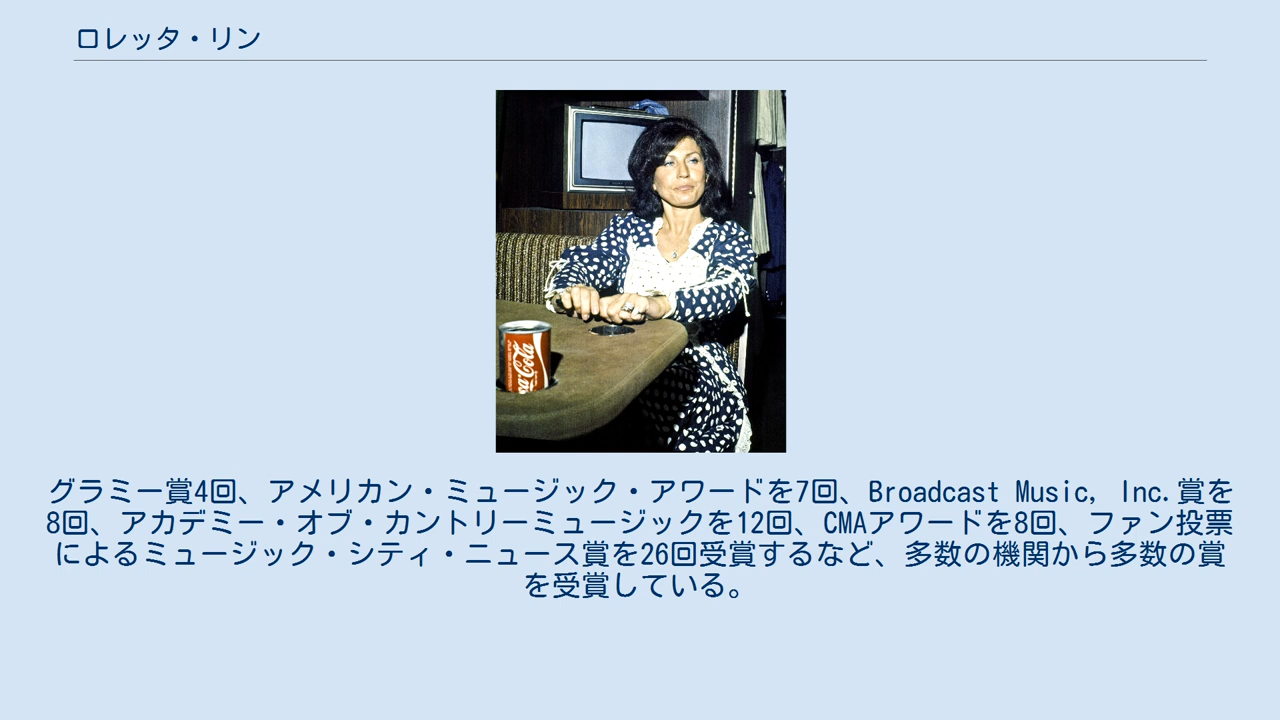 ロレッタ・リン
Coca-Cola
グラミー賞4回、アメリカン・ミュージック・アワードを7回、Broadcast Music, Inc.賞を
8回、アカデミー・オブ・カントリーミュージックを12回、CMAアワードを8回、ファン投票
によるミュージック・シティ・ニュース賞を26回受賞するなど、多数の機関から多数の賞
を受賞している。